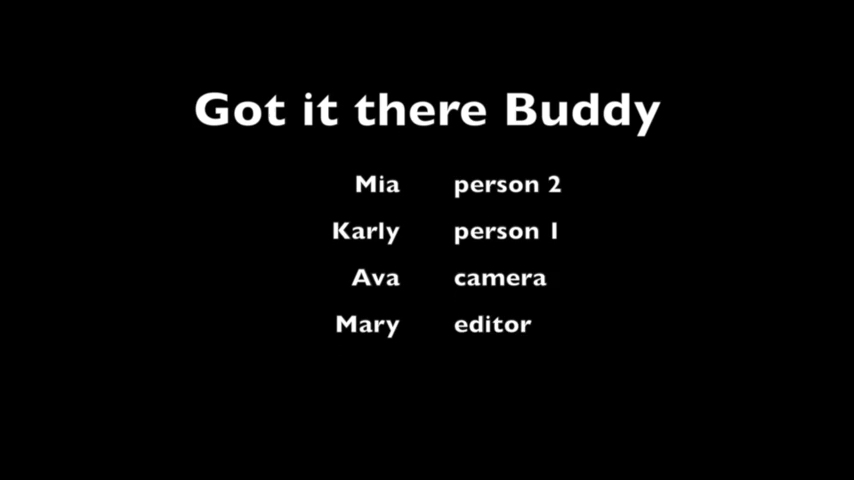 Got it there Buddy
Mia person 2
Karly person 1
Ava camera
Mary editor